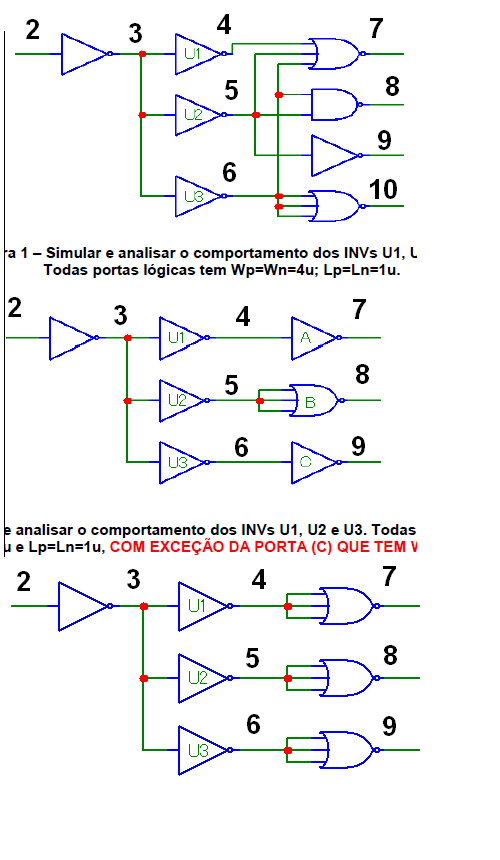 2 3 4 7
U1
5 8
U2
9
6
U3 10
ra 1 – Simular e analisar o comportamento dos INVs U1, U
Todas portas lógicas tem Wp=Wn=4u; Lp=Ln=1u.
2 3 4 7
U1 A
5 8
U2 B
6 9
U3 C
e analisar o comportamento dos INVs U1, U2 e U3. Todas
u e Lp=Ln=1u, COM EXCEÇÃO DA PORTA (C) QUE TEM
2 3 4 7
U1
5 8
U2
6 9
U3